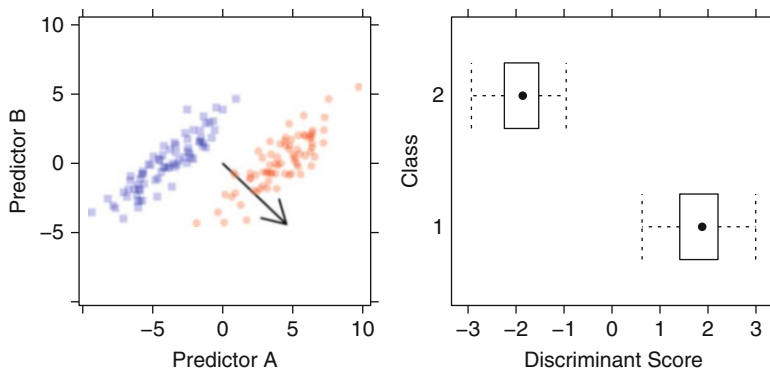 10
5
0
−5
Predictor B
−5 0 5 10
Predictor A
2
1
Class
−3 −2 −1 0 1 2 3
Discriminant Score